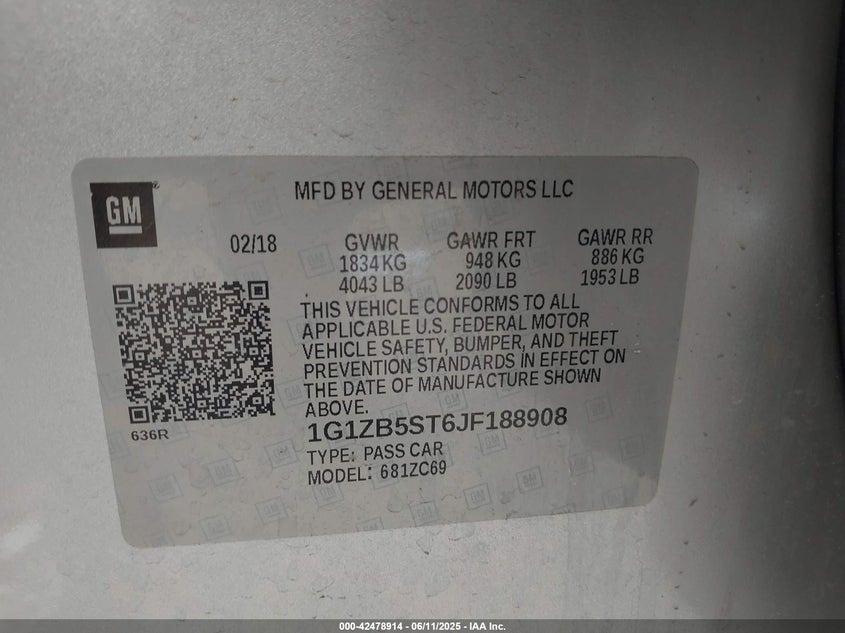 GM
MFD BY GENERAL MOTORS LLC
02/18 GVWR GAWR FRT GAWR RR
1834 KG 948 KG 886 KG
4043 LB 2090 LB 1953 LB
THIS VEHICLE CONFORMS TO ALL
APPLICABLE U.S. FEDERAL MOTOR
VEHICLE SAFETY, BUMPER, AND THEFT
PREVENTION STANDARDS IN EFFECT ON
THE DATE OF MANUFACTURE SHOWN
ABOVE.
636R
1G1ZB5ST6JF188908
TYPE: PASS CAR
MODEL: 681ZC69
000-42478914 - 06/11/2025 - IAA Inc.